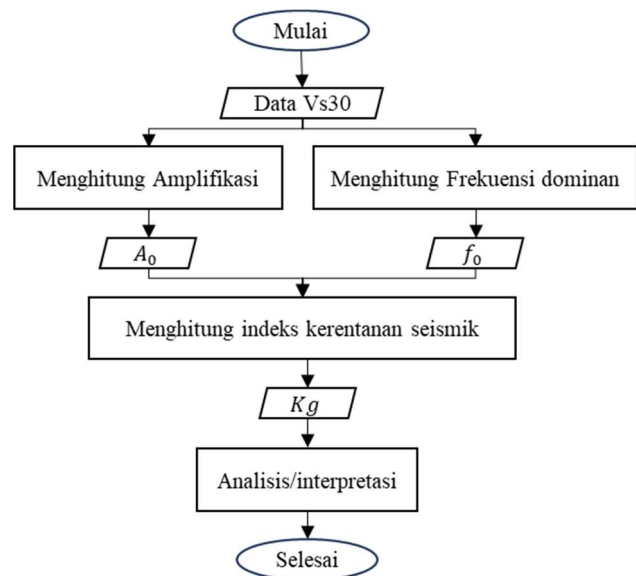 Mulai
Data Vs30
Menghitung Amplifikasi
Menghitung Frekuensi dominan
A₀
f₀
Menghitung indeks kerentanan seismik
Kg
Analisis/interpretasi
Selesai